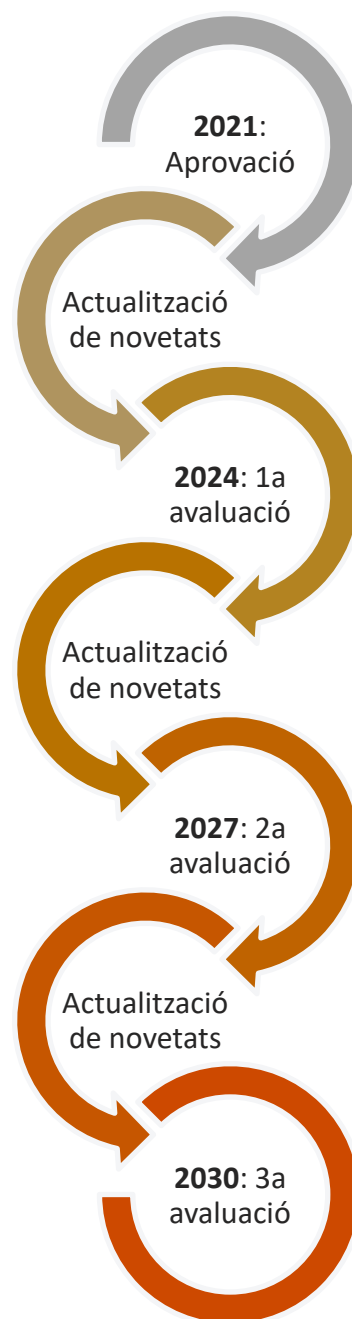 2021:
Aprovació
Actualització
de novetats
2024: 1a
avaluació
Actualització
de novetats
2027: 2a
avaluació
Actualització
de novetats
2030: 3a
avaluació